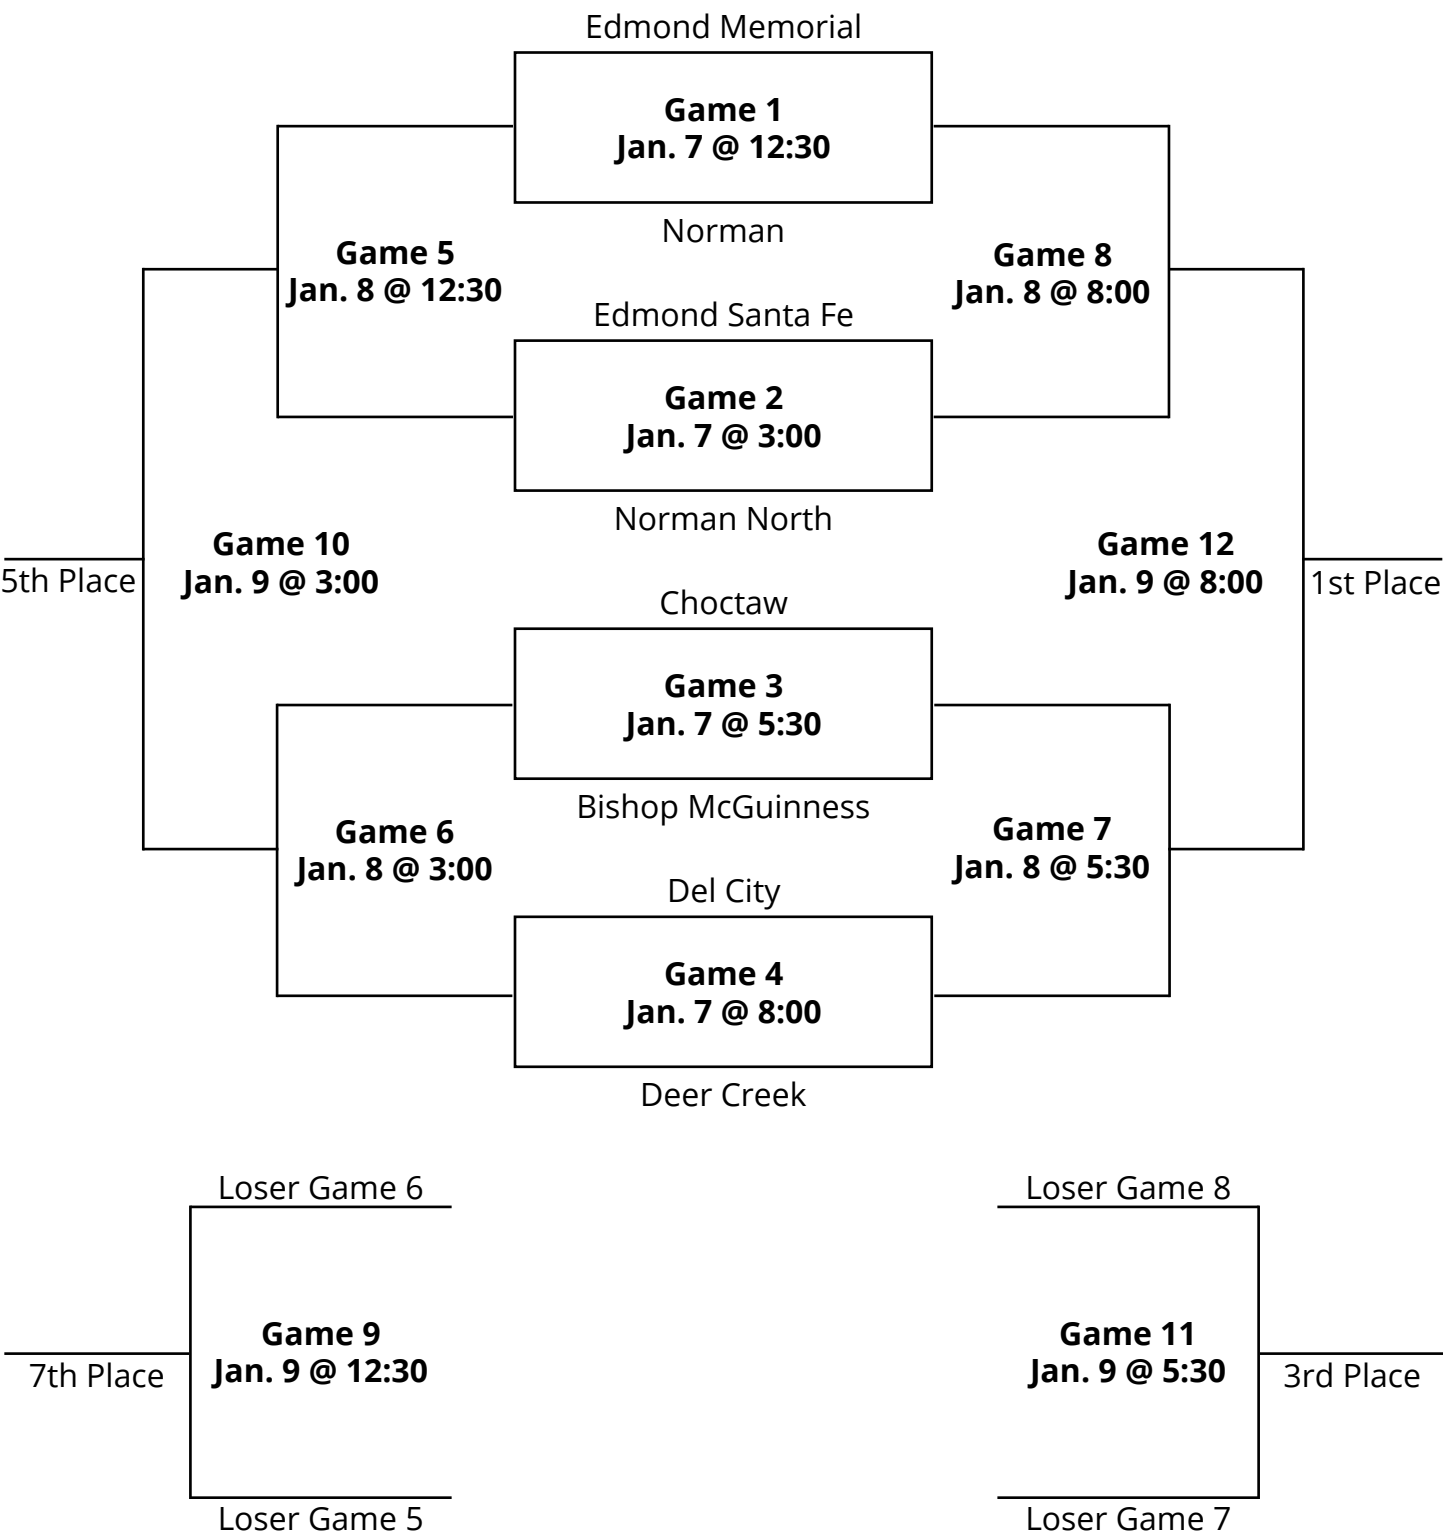 Edmond Memorial
Game 1
Jan. 7 @ 12:30
Norman
Game 5
Jan. 8 @ 12:30
Game 8
Jan. 8 @ 8:00
Edmond Santa Fe
Game 2
Jan. 7 @ 3:00
Norman North
Game 10
Jan. 9 @ 3:00
5th Place
Game 12
Jan. 9 @ 8:00
1st Place
Choctaw
Game 3
Jan. 7 @ 5:30
Bishop McGuinness
Game 6
Jan. 8 @ 3:00
Game 7
Jan. 8 @ 5:30
Del City
Game 4
Jan. 7 @ 8:00
Deer Creek
Loser Game 6
Game 9
Jan. 9 @ 12:30
7th Place
Loser Game 5
Loser Game 8
Game 11
Jan. 9 @ 5:30
3rd Place
Loser Game 7